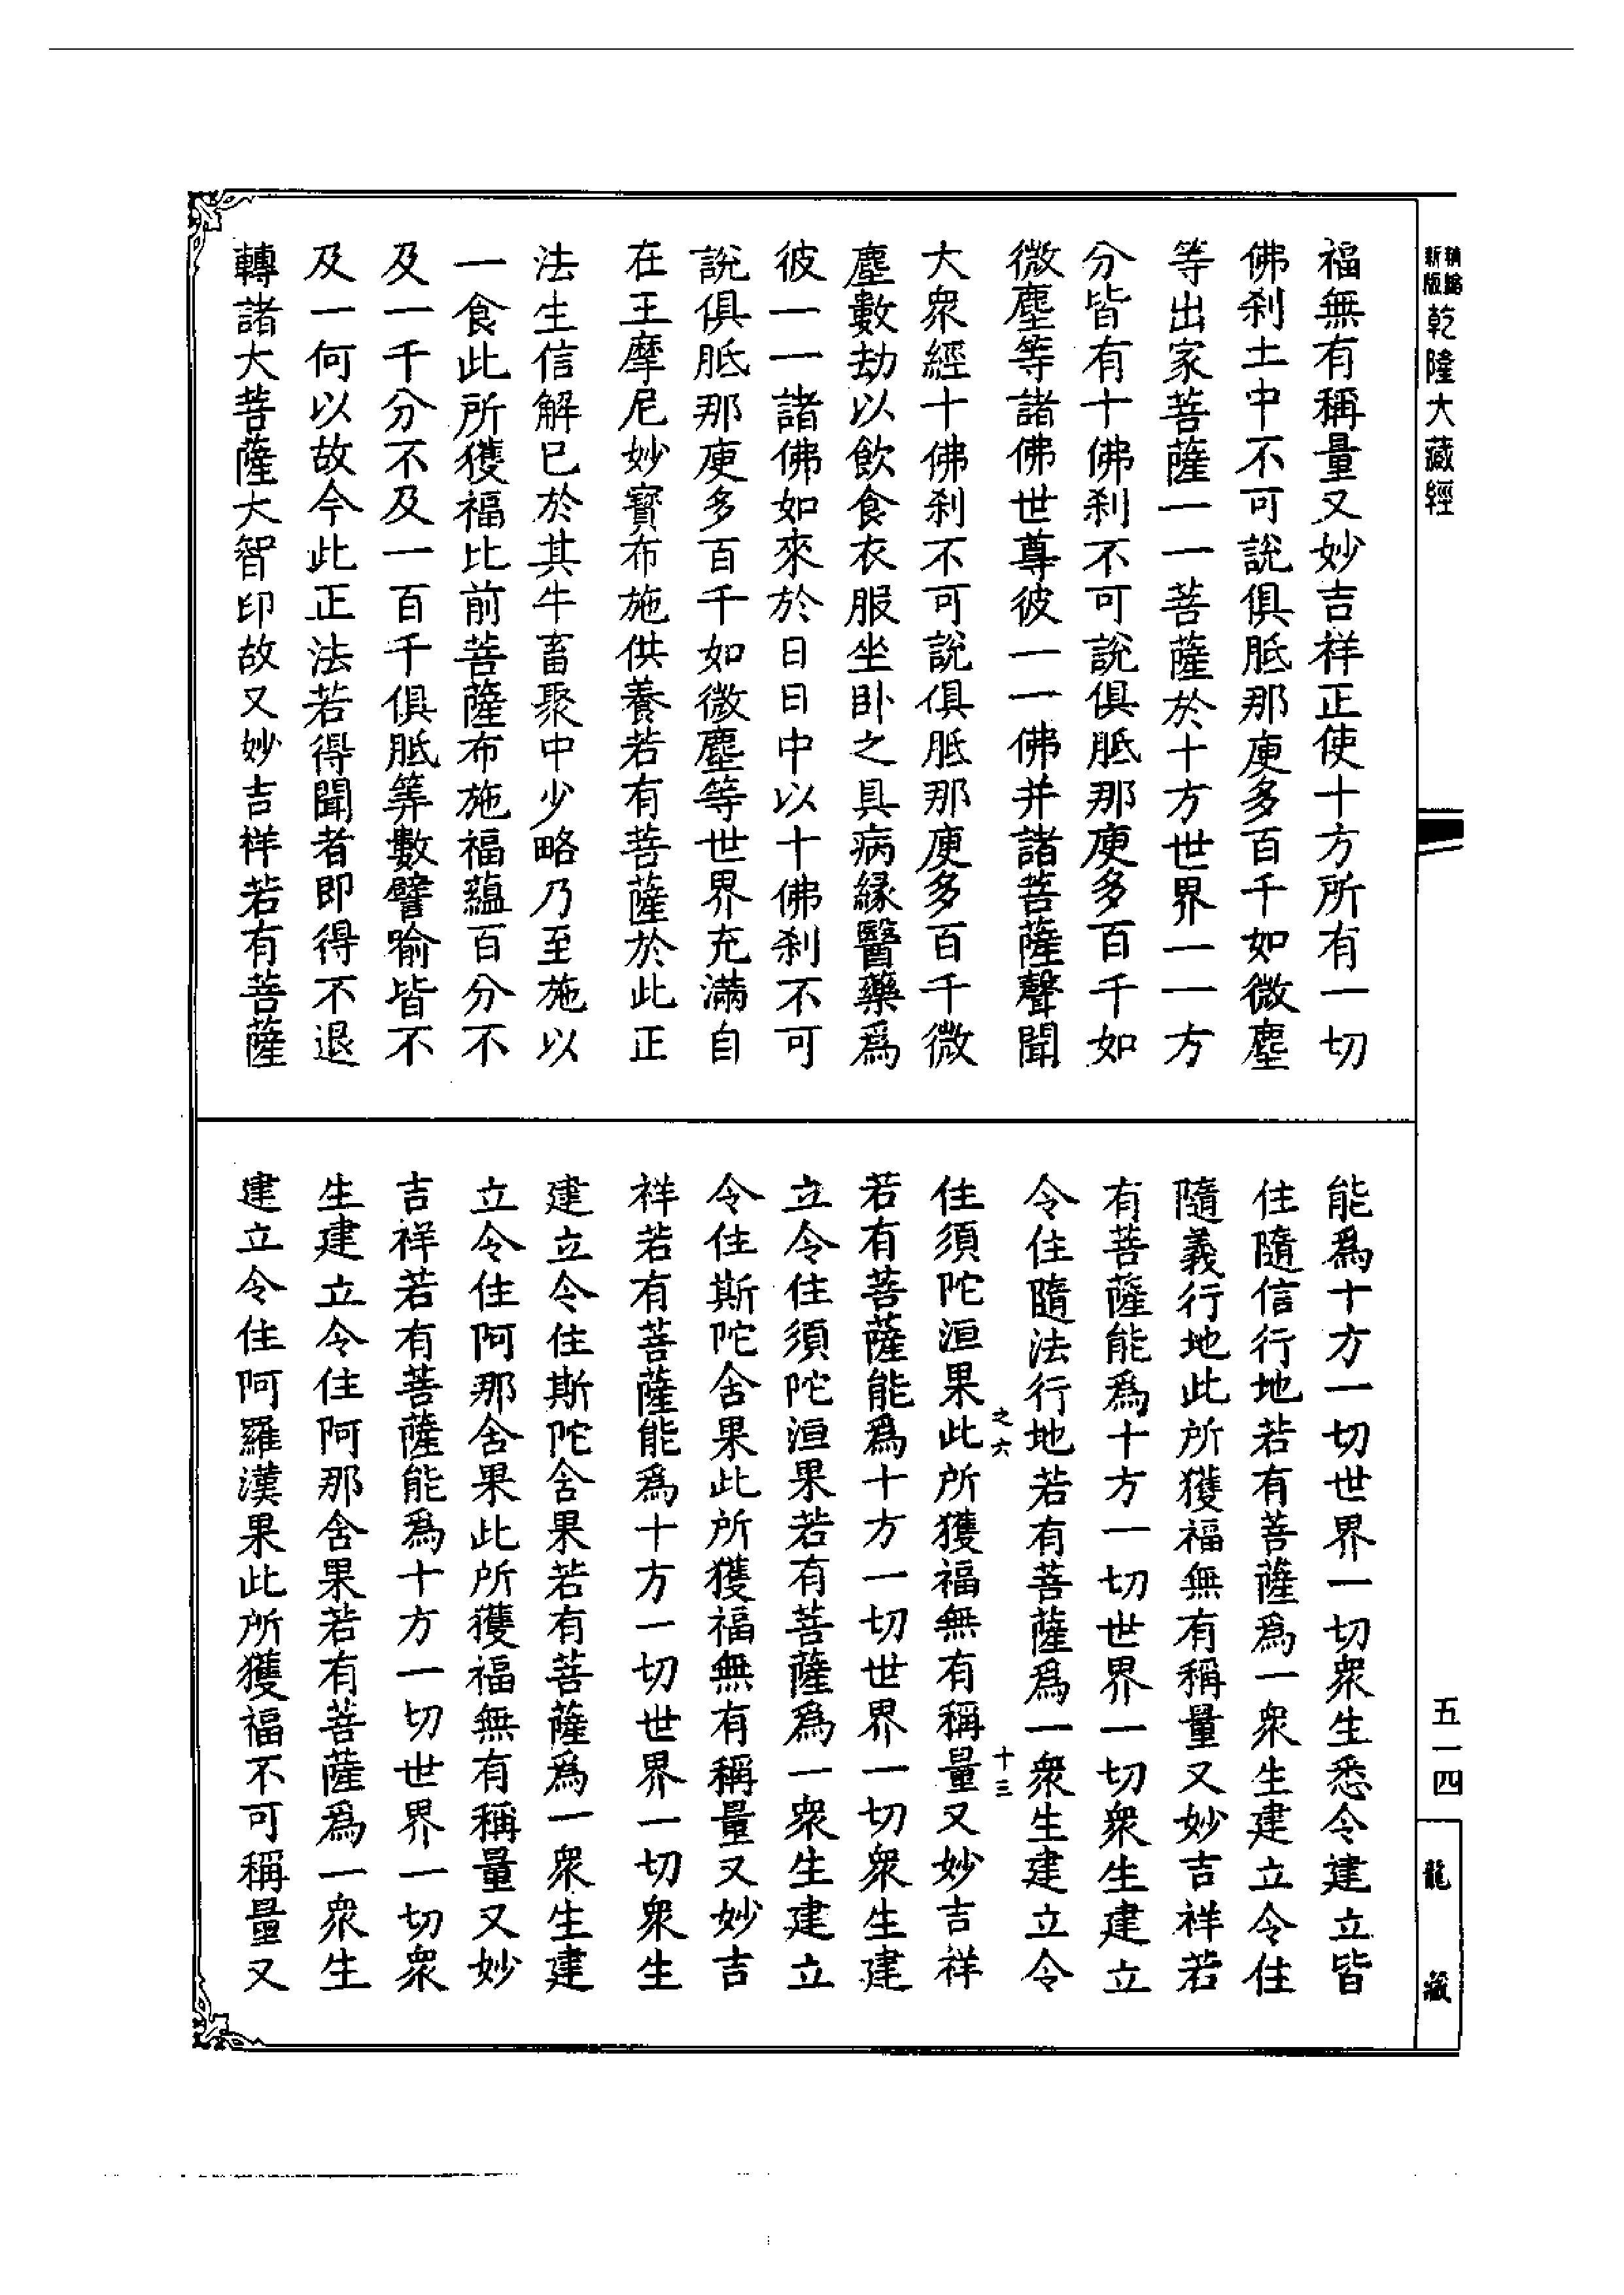 新版
精縮
乾隆大藏經
福無有稱量又妙吉祥正使十方所有一切
佛刹土中不可說俱胝那庾多百千如微塵
等出家菩薩一一菩薩於十方世界一一方
分皆有十佛刹不可說俱胝那庾多百千如
微塵等諸佛世尊彼一一佛并諸菩薩聲聞
大衆經十佛刹不可說俱胝那庾多百千微
塵數劫以飲食衣服坐卧之具病緣醫藥爲
彼一一諸佛如來於日日中以十佛刹不可
說俱胝那庾多百千如微塵等世界充滿自
在王摩尼妙寳布施供養若有菩薩於此正
法生信解已於其牛畜聚中少略乃至施以
一食此所獲福比前菩薩布施福蘊百分不
及一千分不及一百千俱胝筭數譬喻皆不
及一何以故今此正法若得聞者即得不退
轉諸大菩薩大智印故又妙吉祥若有菩薩
能爲十方一切世界一切衆生悉令建立皆
住隨信行地若有菩薩爲一衆生建立令住
隨義行地此所獲福無有稱量又妙吉祥若
有菩薩能爲十方一切世界一切衆生建立
令住隨法行地若有菩薩爲一衆生建立令
之六 十三
住須陀洹果此所獲福無有稱量又妙吉祥
若有菩薩能爲十方一切世界一切衆生建
立令住須陀洹果若有菩薩爲一衆生建立
令住斯陀含果此所獲福無有稱量又妙吉
祥若有菩薩能爲十方一切世界一切衆生
建立令住斯陀含果若有菩薩爲一衆生建
立令住阿那含果此所獲福無有稱量又妙
吉祥若有菩薩能爲十方一切世界一切衆
生建立令住阿那含果若有菩薩爲一衆生
建立令住阿羅漢果此所獲福不可稱量又
五一四
龍藏